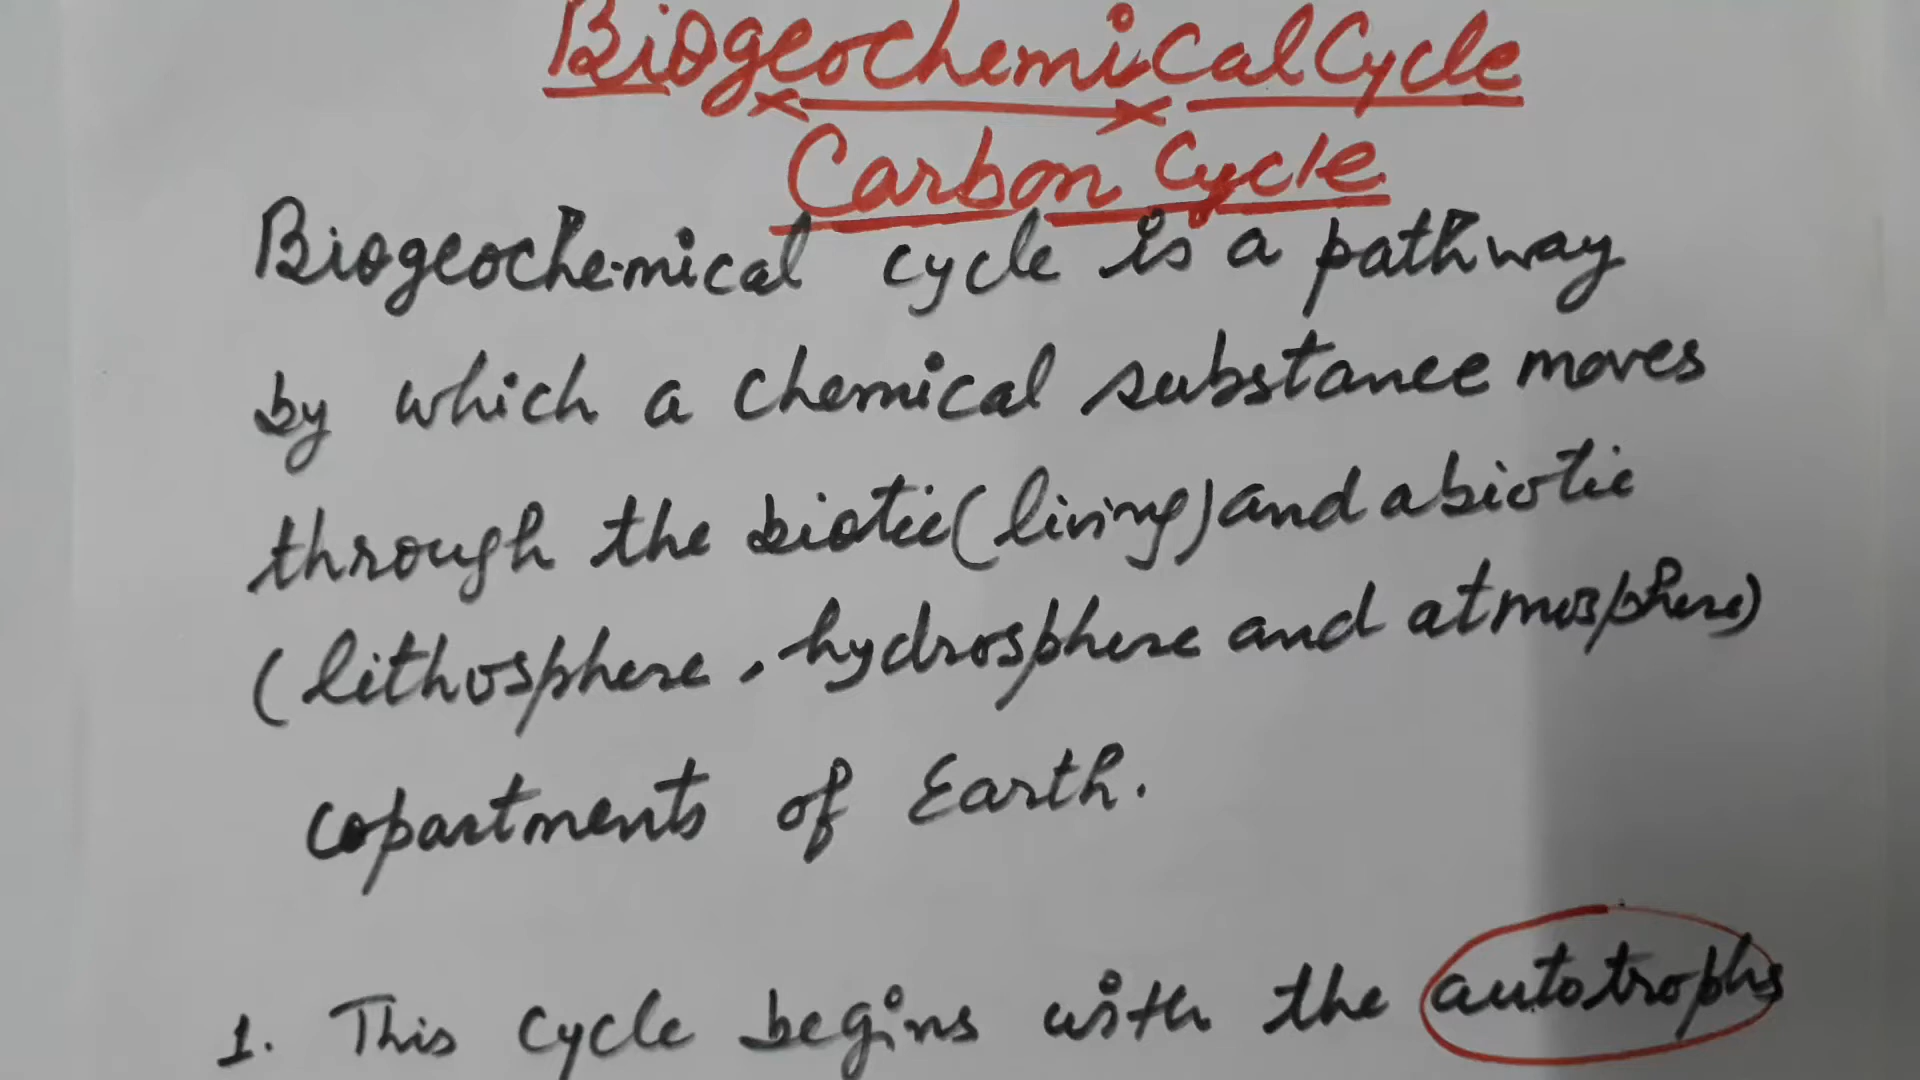 Biogeochemical Cycle
Carbon Cycle
Biogeochemical cycle is a pathway
by which a chemical substance moves
through the biotic (living) and abiotic
(lithosphere, hydrosphere and atmosphere)
copartments of Earth.
1. This cycle begins with the autotrophs